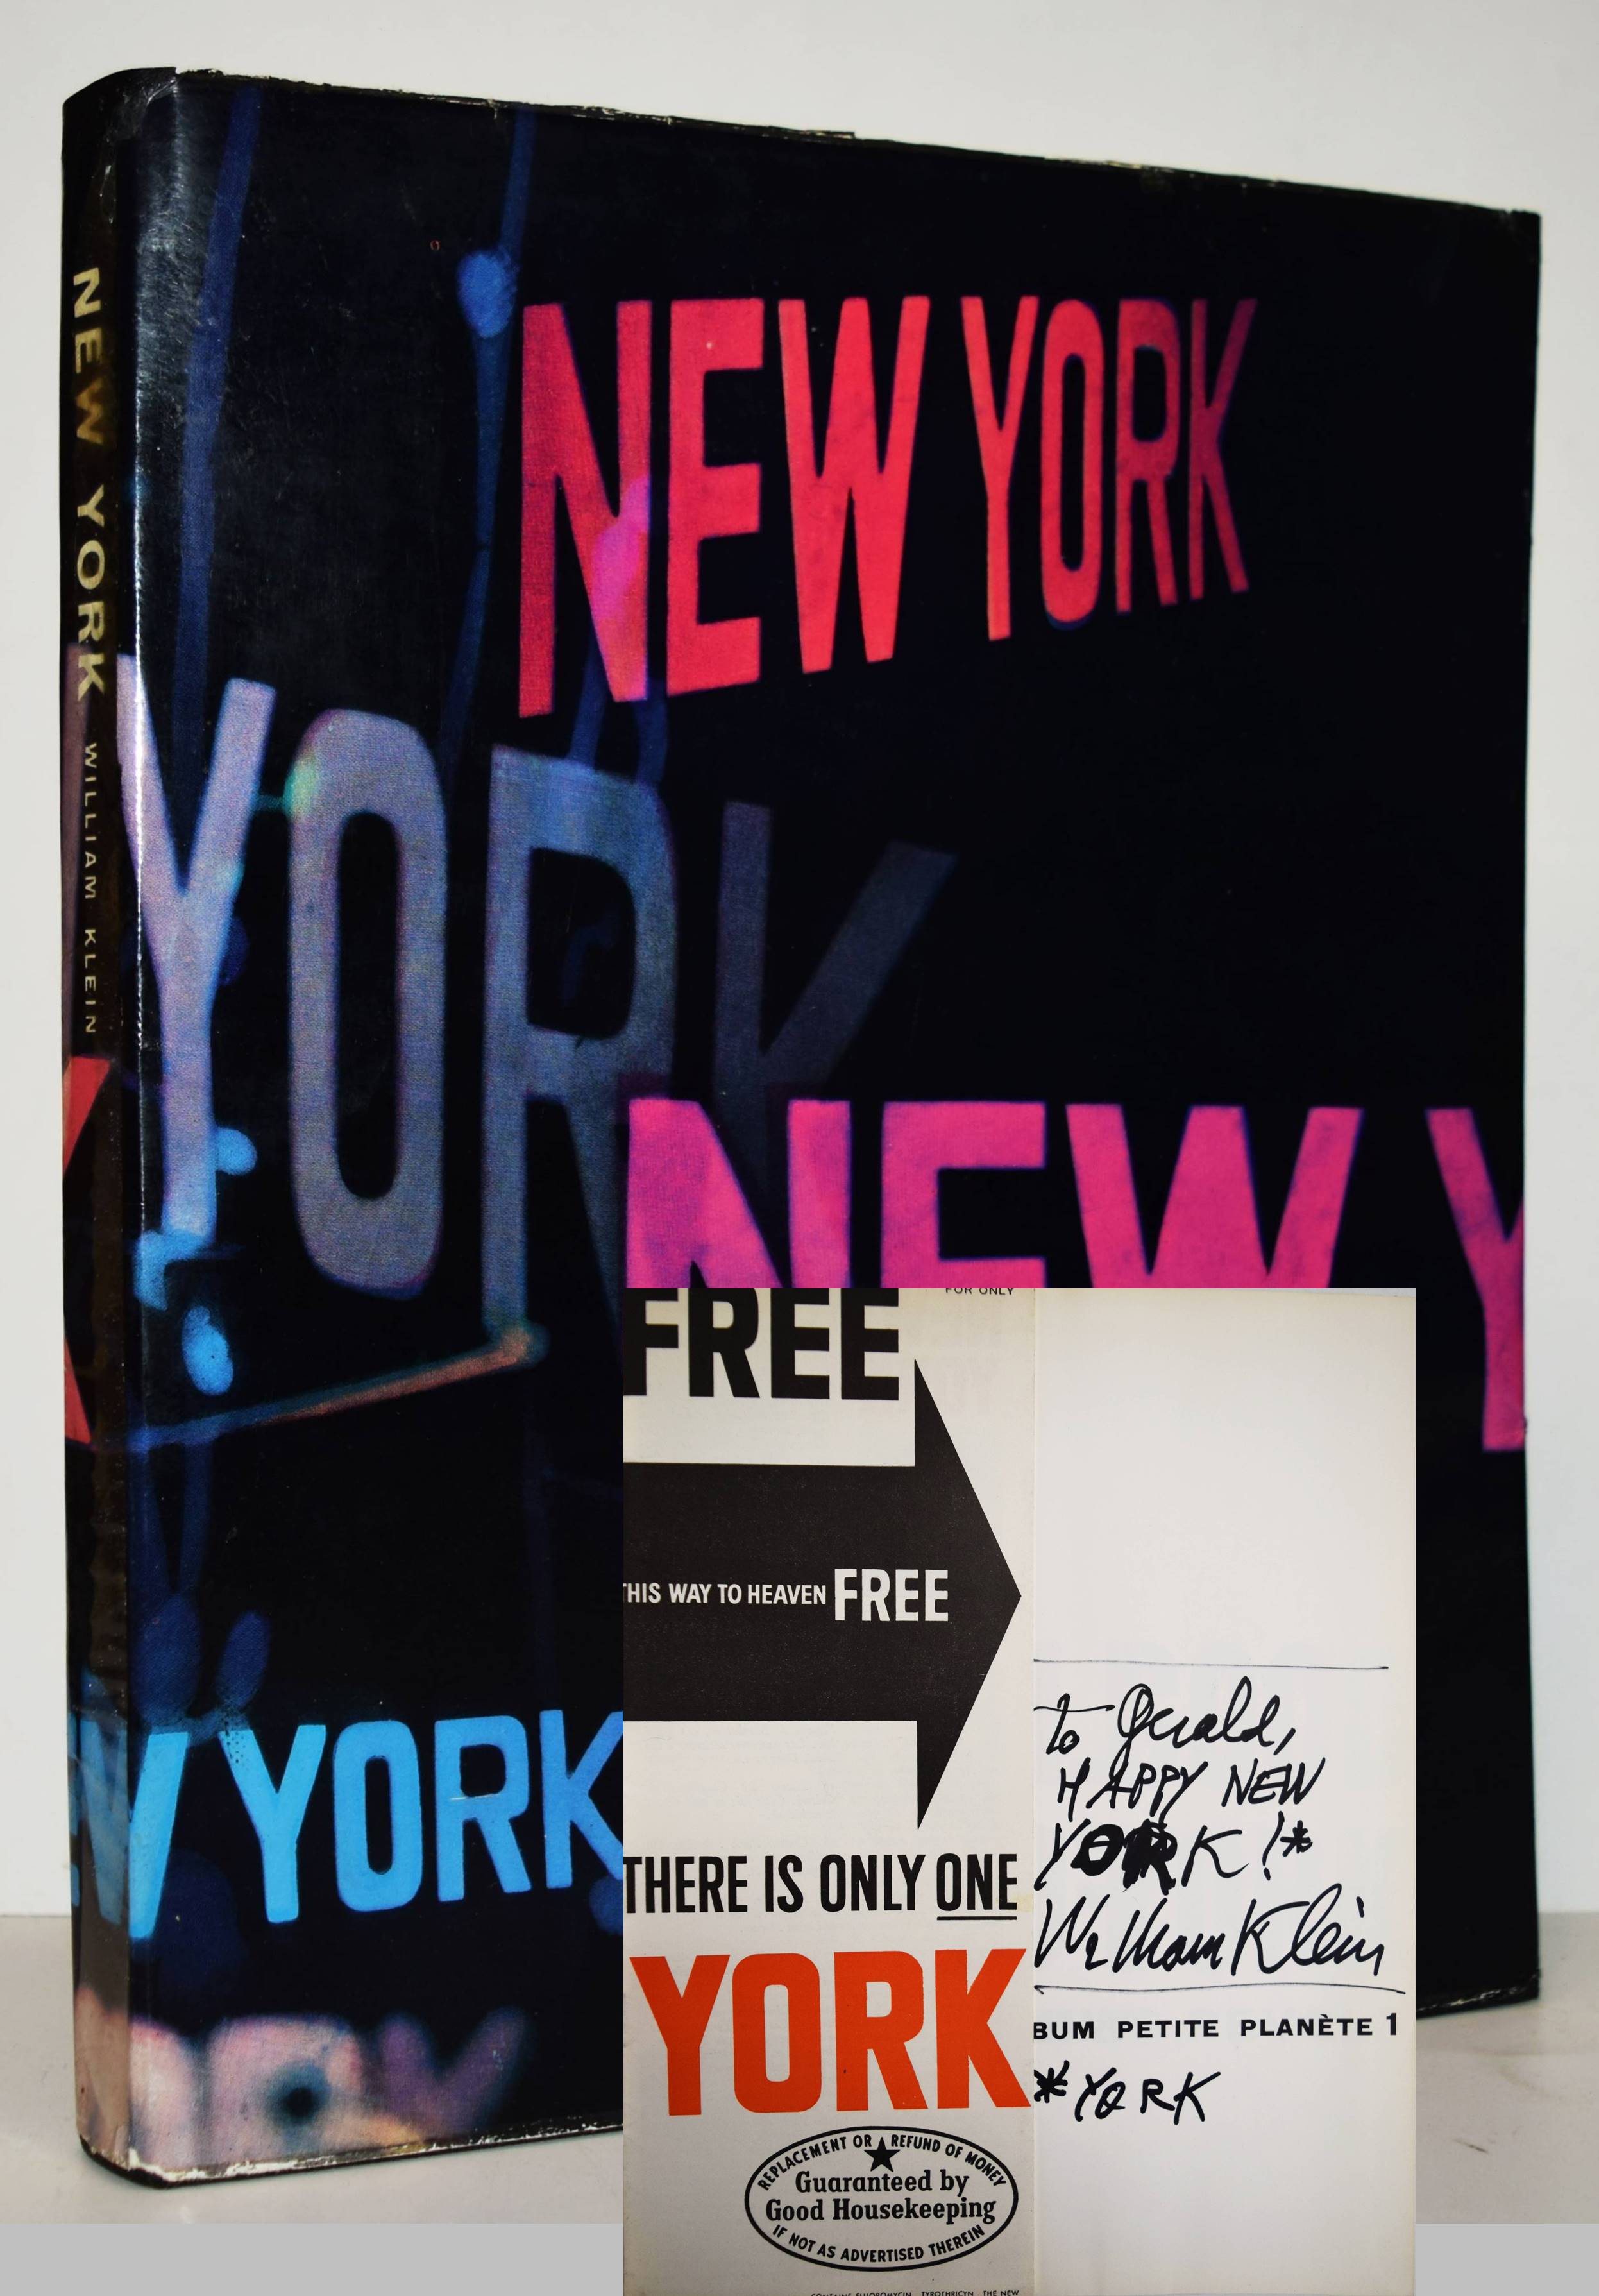 NEW YORK WILLIAM KLEIN
NEW YORK
YORK
NEW Y
W YORK
FOR ONLY
FREE
THIS WAY TO HEAVEN FREE
THERE IS ONLY ONE
YORK
REPLACEMENT OR REFUND OF MONEY
Guaranteed by
Good Housekeeping
IF NOT AS ADVERTISED THEREIN
to Gerald,
HAPPY NEW
YORK!*
William Klein
BUM PETITE PLANÈTE 1
*YORK